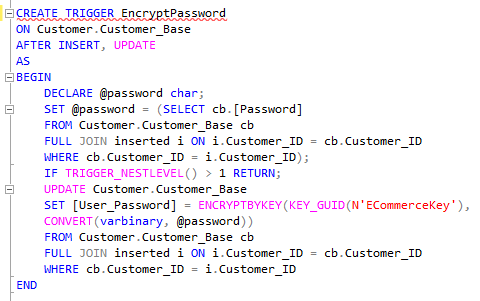 CREATE TRIGGER EncryptPassword
ON Customer.Customer_Base
AFTER INSERT, UPDATE
AS
BEGIN
DECLARE @password char;
SET @password = (SELECT cb.[Password]
FROM Customer.Customer_Base cb
FULL JOIN inserted i ON i.Customer_ID = cb.Customer_ID
WHERE cb.Customer_ID = i.Customer_ID);
IF TRIGGER_NESTLEVEL() > 1 RETURN;
UPDATE Customer.Customer_Base
SET [User_Password] = ENCRYPTBYKEY(KEY_GUID(N'ECommerceKey'),
CONVERT(varbinary, @password))
FROM Customer.Customer_Base cb
FULL JOIN inserted i ON i.Customer_ID = cb.Customer_ID
WHERE cb.Customer_ID = i.Customer_ID
END